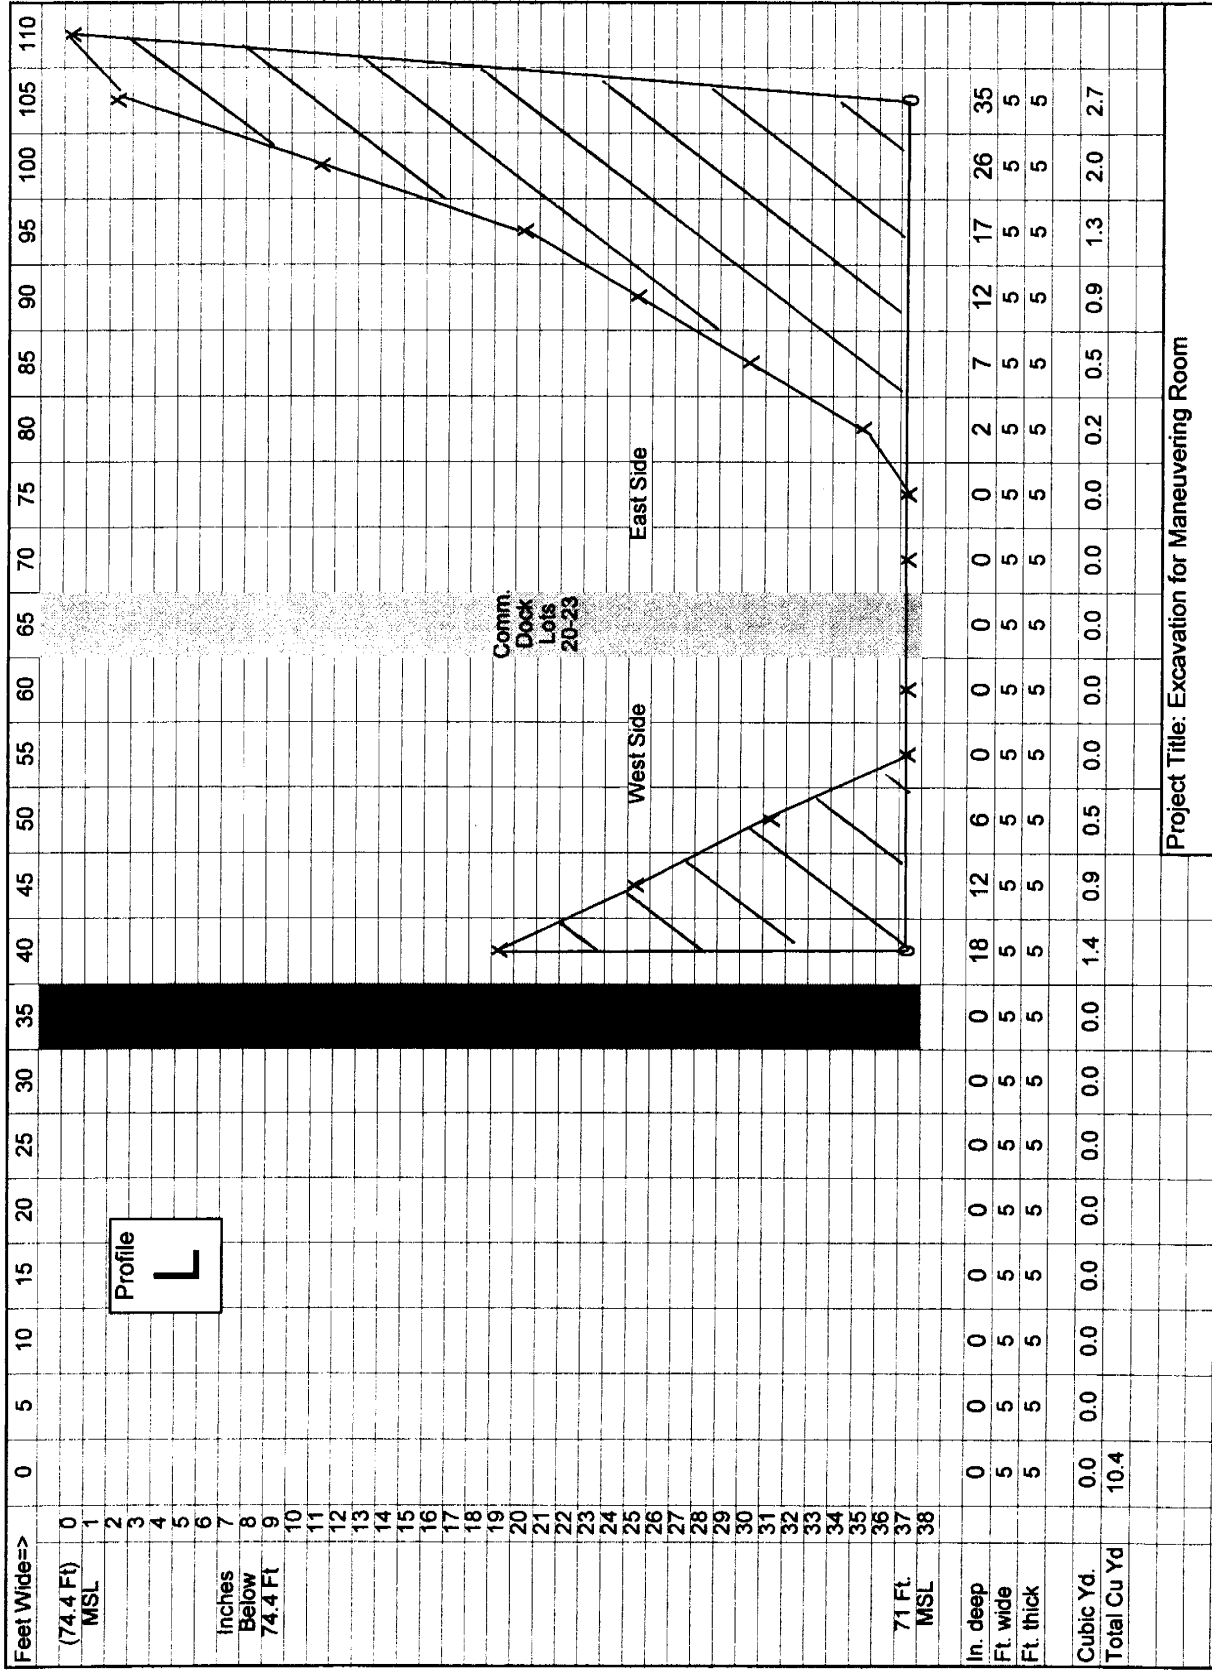 Feet Wide=> 0 5 10 15 20 25 30 35 40 45 50 55 60 65 70 75 80 85 90 95 100 105 110
(74.4 Ft) 0
MSL 1
2
3
4
5
6
Inches 7
Below 8
74.4 Ft 9
10
11
12
13
14
15
16
17
18
19
20
21
22
23
24
25
26
27
28
29
30
31
32
33
34
35
36
71 Ft. 37
MSL 38
Profile
L
Comm.
Dock
Lots
20-23
West Side
East Side
In. deep 0 0 0 0 0 0 0 0 18 12 6 0 0 0 0 0 2 7 12 17 26 35
Ft. wide 5 5 5 5 5 5 5 5 5 5 5 5 5 5 5 5 5 5 5 5 5 5
Ft. thick 5 5 5 5 5 5 5 5 5 5 5 5 5 5 5 5 5 5 5 5 5 5
Cubic Yd. 0.0 0.0 0.0 0.0 0.0 0.0 0.0 0.0 1.4 0.9 0.5 0.0 0.0 0.0 0.0 0.0 0.2 0.5 0.9 1.3 2.0 2.7
Total Cu Yd 10.4
Project Title: Excavation for Maneuvering Room